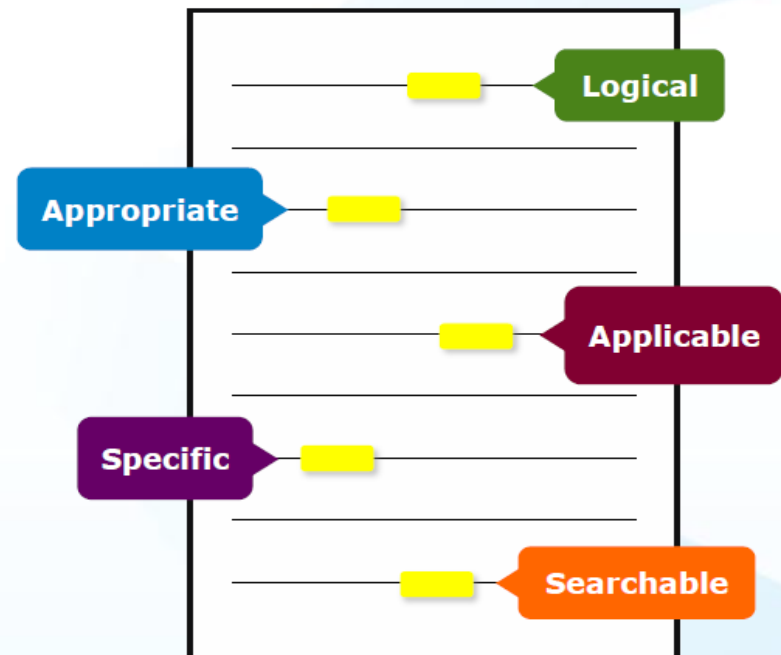 Logical
Appropriate
Applicable
Specific
Searchable